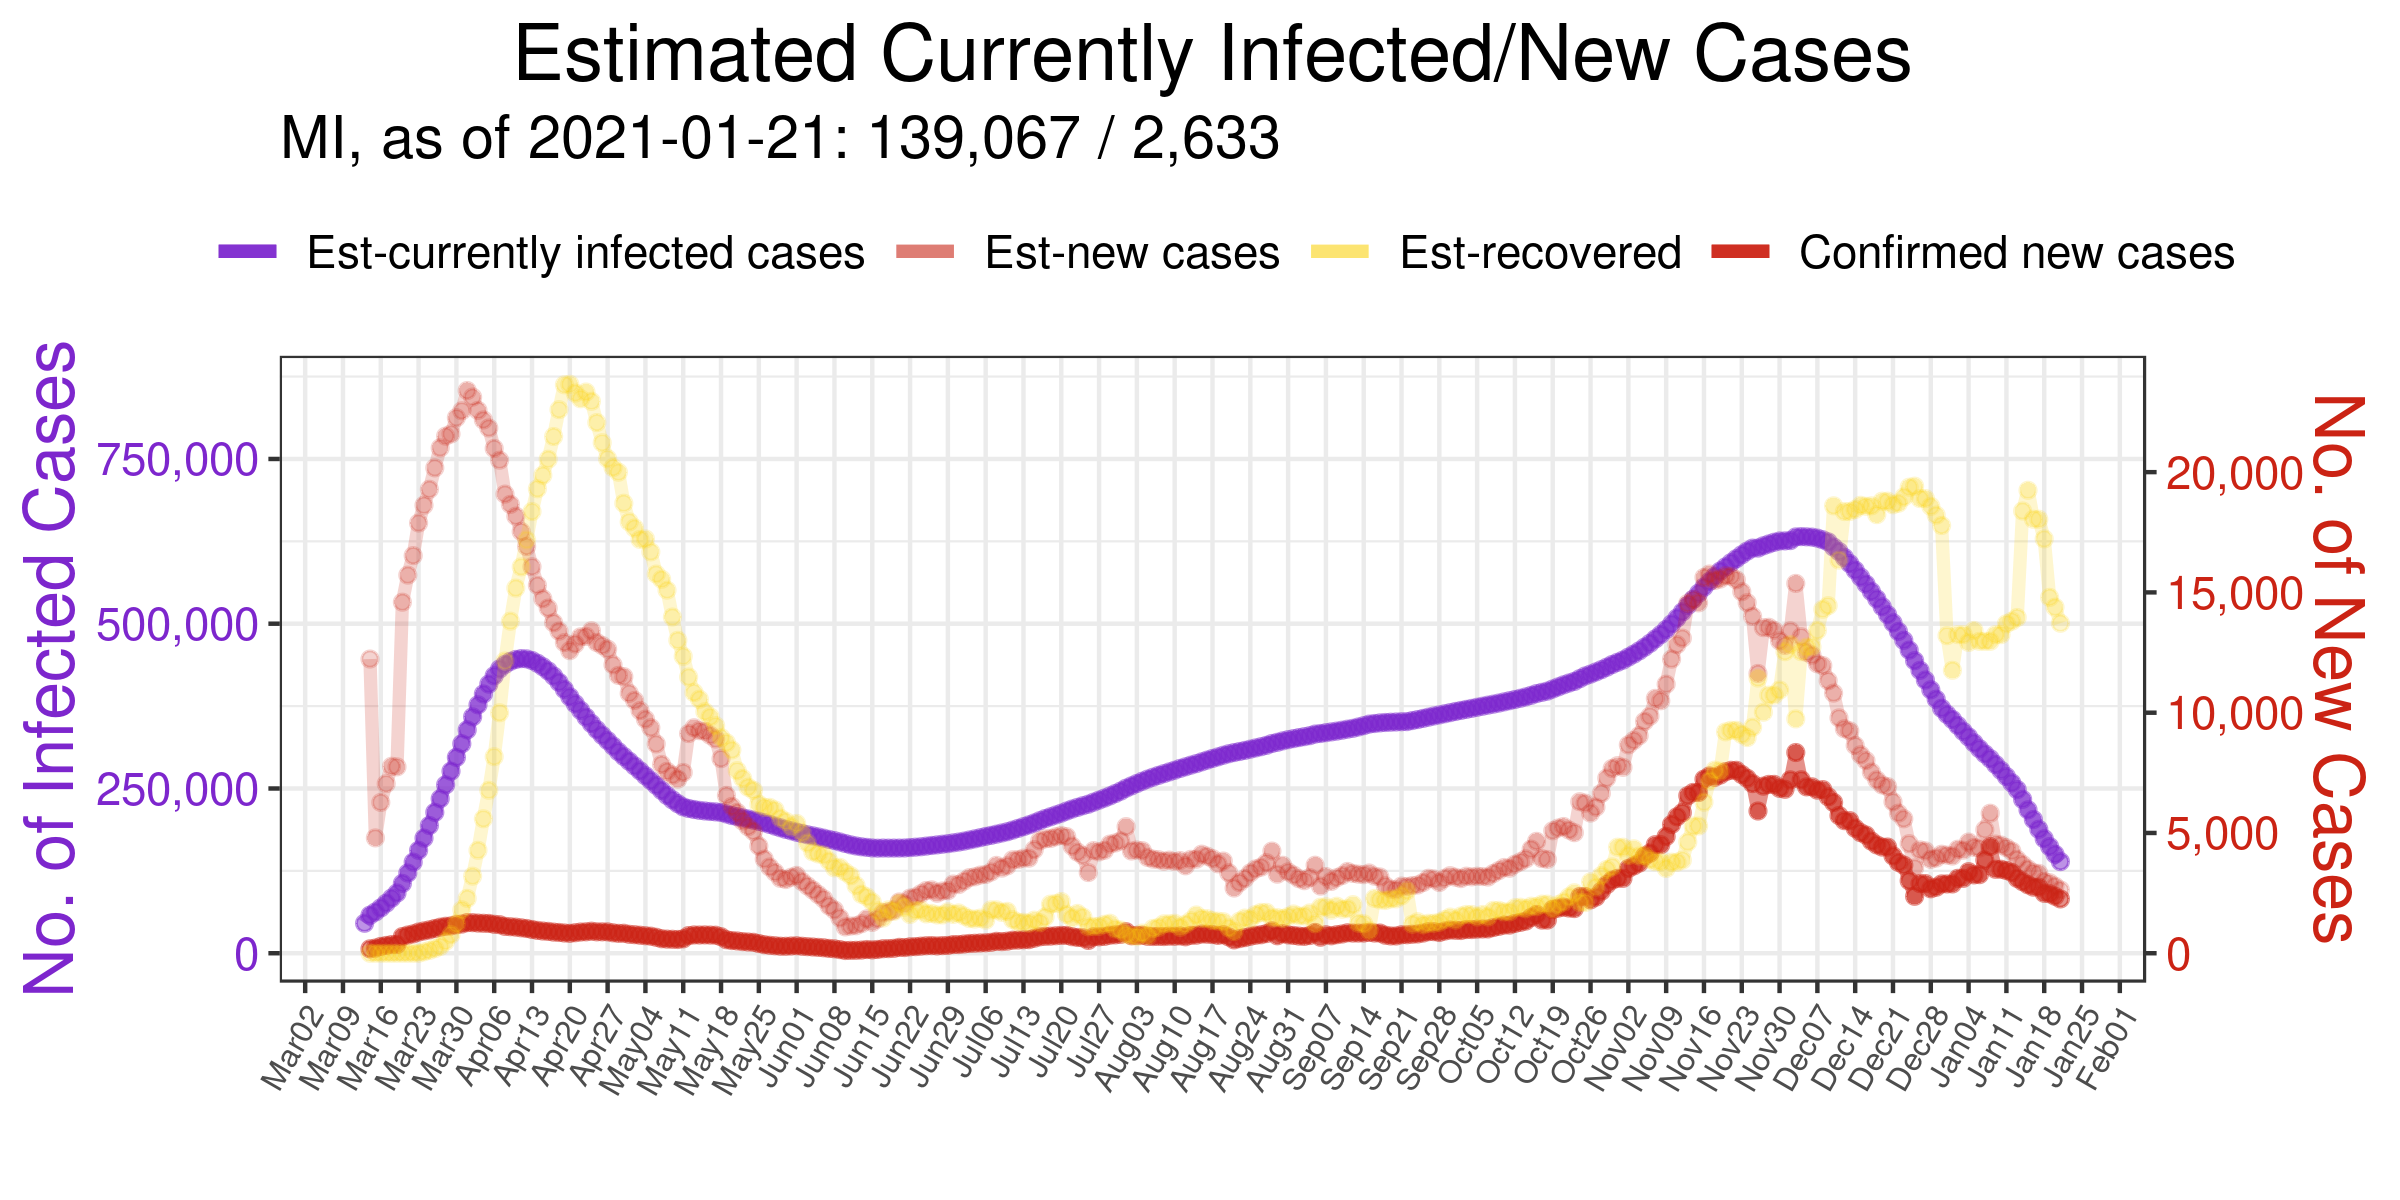 Estimated Currently Infected/New Cases
MI, as of 2021-01-21: 139,067 / 2,633
Est-currently infected cases
Est-new cases
Est-recovered
Confirmed new cases
No. of Infected Cases
750,000
500,000
250,000
0
20,000
15,000
10,000
5,000
0
No. of New Cases
Mar02
Mar09
Mar16
Mar23
Mar30
Apr06
Apr13
Apr20
Apr27
May04
May11
May18
May25
Jun01
Jun08
Jun15
Jun22
Jun29
Jul06
Jul13
Jul20
Jul27
Aug03
Aug10
Aug17
Aug24
Aug31
Sep07
Sep14
Sep21
Sep28
Oct05
Oct12
Oct19
Oct26
Nov02
Nov09
Nov16
Nov23
Nov30
Dec07
Dec14
Dec21
Dec28
Jan04
Jan11
Jan18
Jan25
Feb01